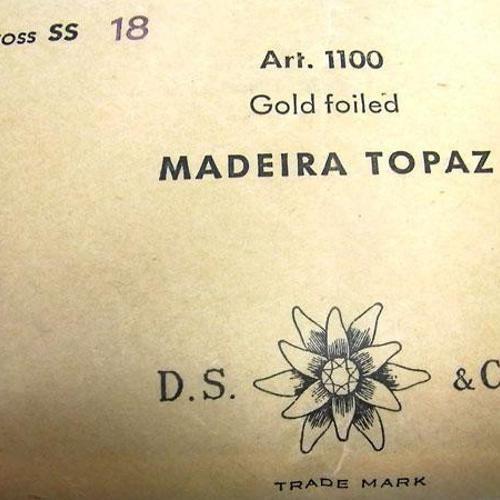 oss SS 18
Art. 1100
Gold foiled
MADEIRA TOPAZ
D.S. & C
TRADE MARK